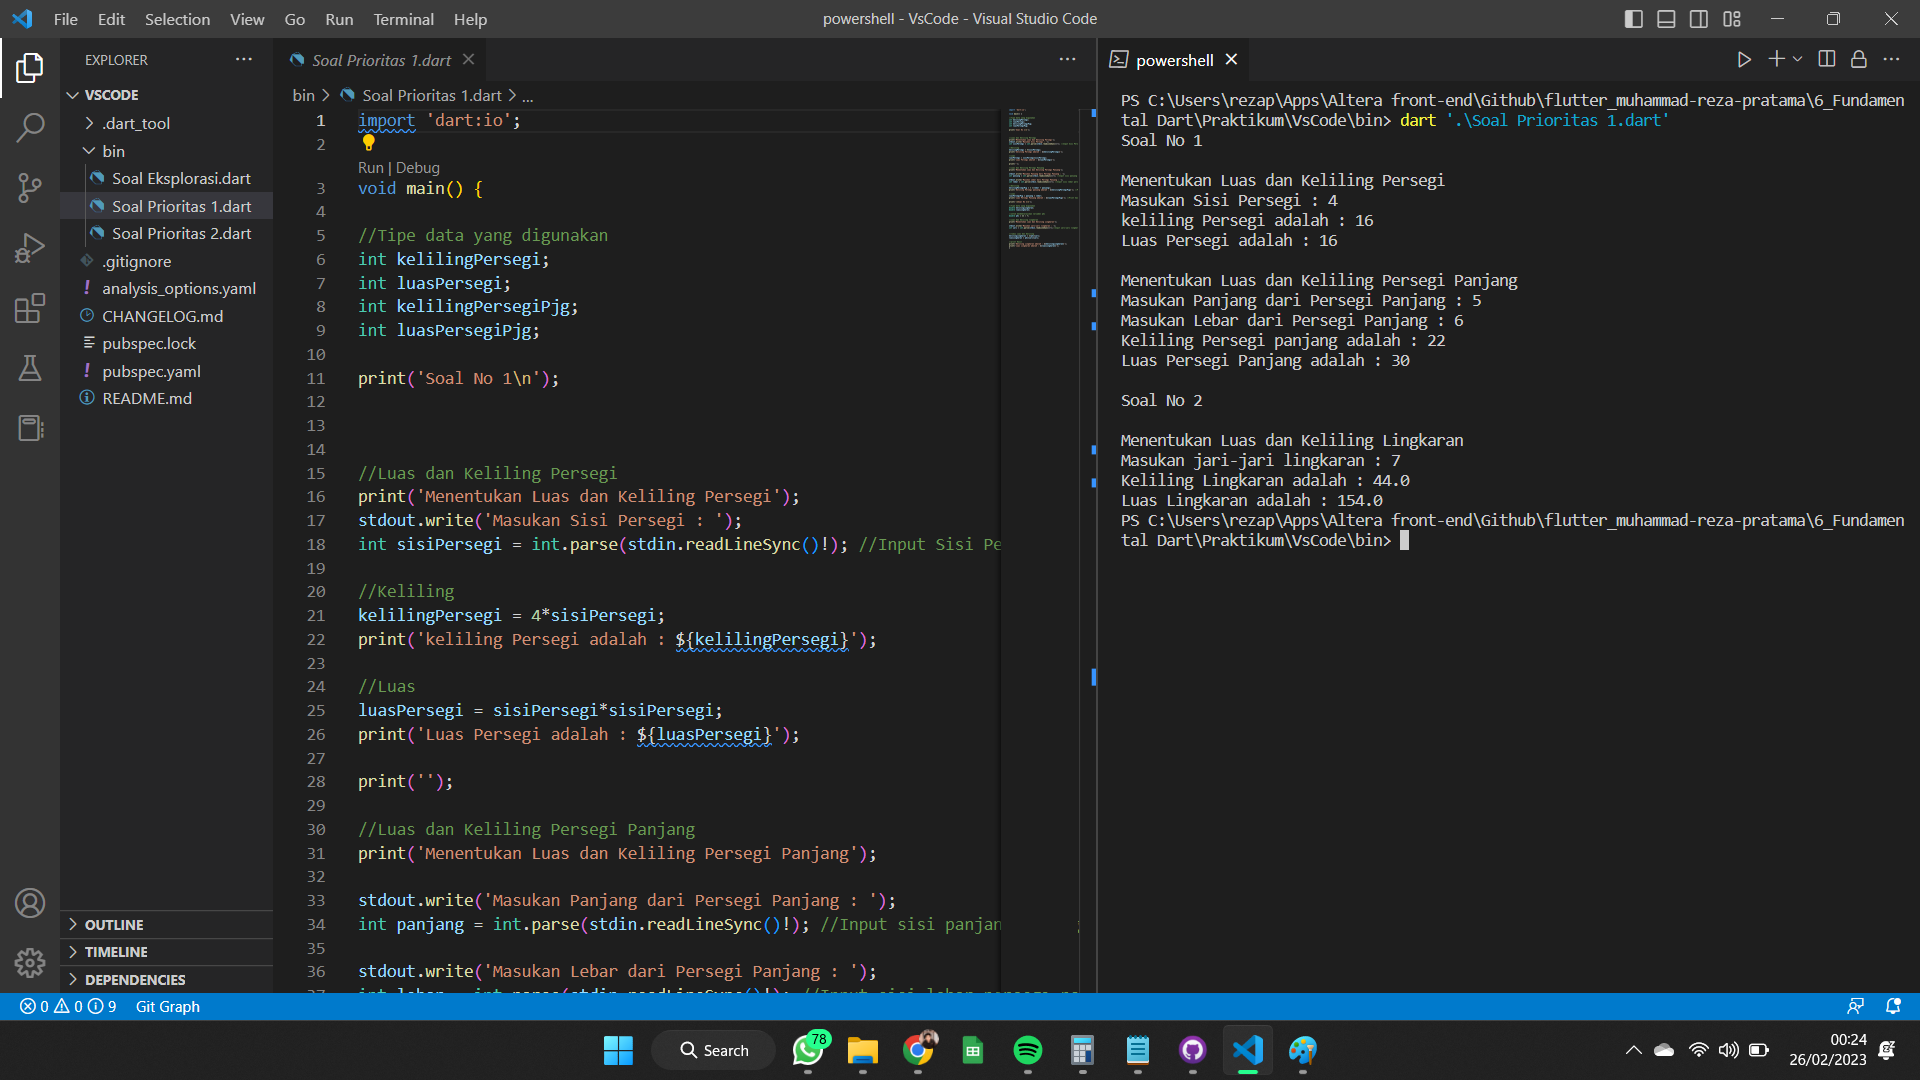 File Edit Selection View Go Run Terminal Help
powershell - VsCode - Visual Studio Code
EXPLORER
VSCODE
.dart_tool
bin
Soal Eksplorasi.dart
Soal Prioritas 1.dart
Soal Prioritas 2.dart
.gitignore
analysis_options.yaml
CHANGELOG.md
pubspec.lock
pubspec.yaml
README.md
OUTLINE
TIMELINE
DEPENDENCIES
Soal Prioritas 1.dart
bin > Soal Prioritas 1.dart > ...
1 import 'dart:io';
2
Run | Debug
3 void main() {
4
5 //Tipe data yang digunakan
6 int kelilingPersegi;
7 int luasPersegi;
8 int kelilingPersegiPjg;
9 int luasPersegiPjg;
10
11 print('Soal No 1\n');
12
13
14
15 //Luas dan Keliling Persegi
16 print('Menentukan Luas dan Keliling Persegi');
17 stdout.write('Masukan Sisi Persegi : ');
18 int sisiPersegi = int.parse(stdin.readLineSync()!); //Input Sisi Pe
19
20 //Keliling
21 kelilingPersegi = 4*sisiPersegi;
22 print('keliling Persegi adalah : ${kelilingPersegi}');
23
24 //Luas
25 luasPersegi = sisiPersegi*sisiPersegi;
26 print('Luas Persegi adalah : ${luasPersegi}');
27
28 print('');
29
30 //Luas dan Keliling Persegi Panjang
31 print('Menentukan Luas dan Keliling Persegi Panjang');
32
33 stdout.write('Masukan Panjang dari Persegi Panjang : ');
34 int panjang = int.parse(stdin.readLineSync()!); //Input sisi panjan
35
36 stdout.write('Masukan Lebar dari Persegi Panjang : ');
powershell
PS C:\Users\rezap\Apps\Altera front-end\Github\flutter_muhammad-reza-pratama\6_Fundamen
tal Dart\Praktikum\VsCode\bin> dart '.\Soal Prioritas 1.dart'
Soal No 1
Menentukan Luas dan Keliling Persegi
Masukan Sisi Persegi : 4
keliling Persegi adalah : 16
Luas Persegi adalah : 16
Menentukan Luas dan Keliling Persegi Panjang
Masukan Panjang dari Persegi Panjang : 5
Masukan Lebar dari Persegi Panjang : 6
Keliling Persegi panjang adalah : 22
Luas Persegi Panjang adalah : 30
Soal No 2
Menentukan Luas dan Keliling Lingkaran
Masukan jari-jari lingkaran : 7
Keliling Lingkaran adalah : 44.0
Luas Lingkaran adalah : 154.0
PS C:\Users\rezap\Apps\Altera front-end\Github\flutter_muhammad-reza-pratama\6_Fundamen
tal Dart\Praktikum\VsCode\bin>
0 0 9 Git Graph
Search
78
00:24
26/02/2023